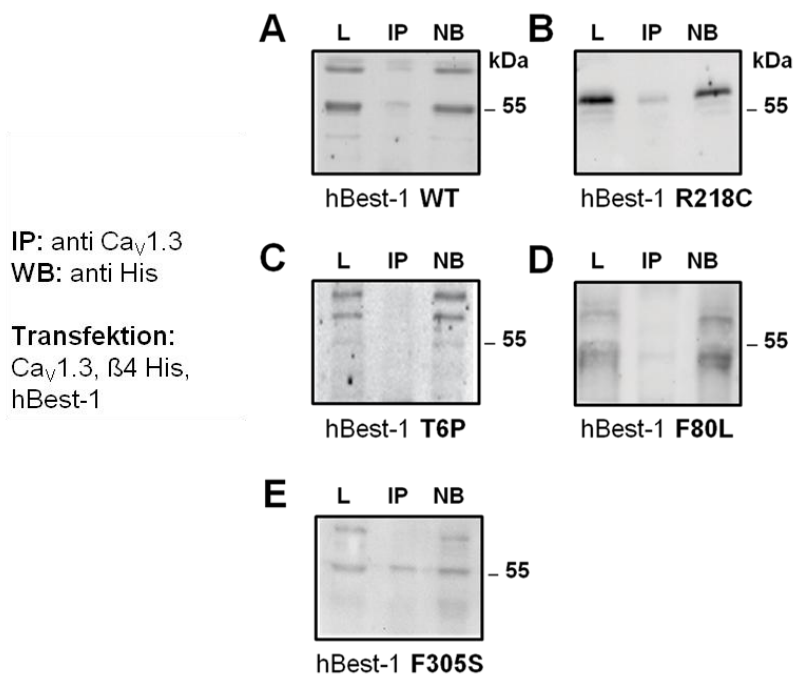 A
L IP NB
kDa
55
hBest-1 WT
B
L IP NB
kDa
55
hBest-1 R218C
IP: anti CaV1.3
WB: anti His
Transfektion:
CaV1.3, ß4 His,
hBest-1
C
L IP NB
55
hBest-1 T6P
D
L IP NB
55
hBest-1 F80L
E
L IP NB
55
hBest-1 F305S